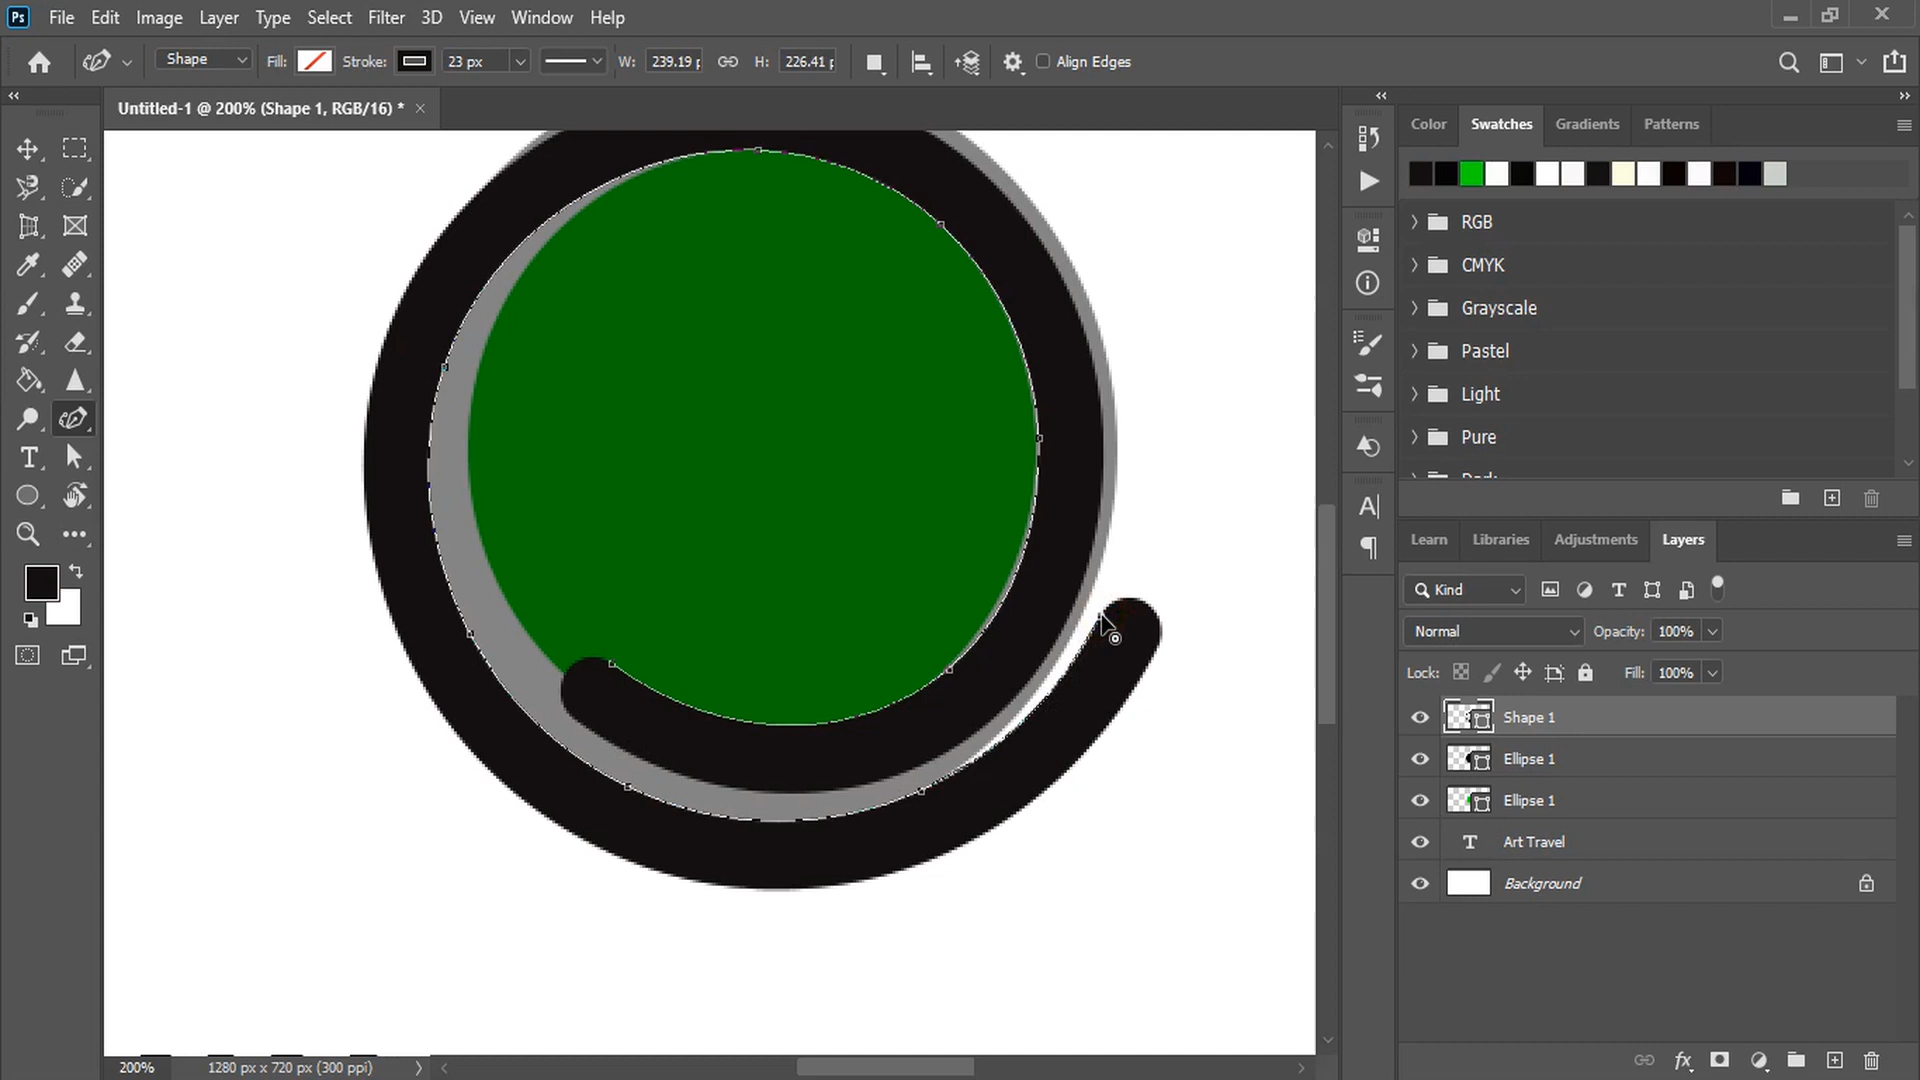 Ps File Edit Image Layer Type Select Filter 3D View Window Help
Shape Fill: Stroke: 23 px W: 239.19 p H: 226.41 p Align Edges
Untitled-1 @ 200% (Shape 1, RGB/16) *
Color Swatches Gradients Patterns
RGB
CMYK
Grayscale
Pastel
Light
Pure
Learn Libraries Adjustments Layers
Kind
Normal Opacity: 100%
Lock: Fill: 100%
Shape 1
Ellipse 1
Ellipse 1
T Art Travel
Background
fx
200% 1280 px x 720 px (300 ppi)